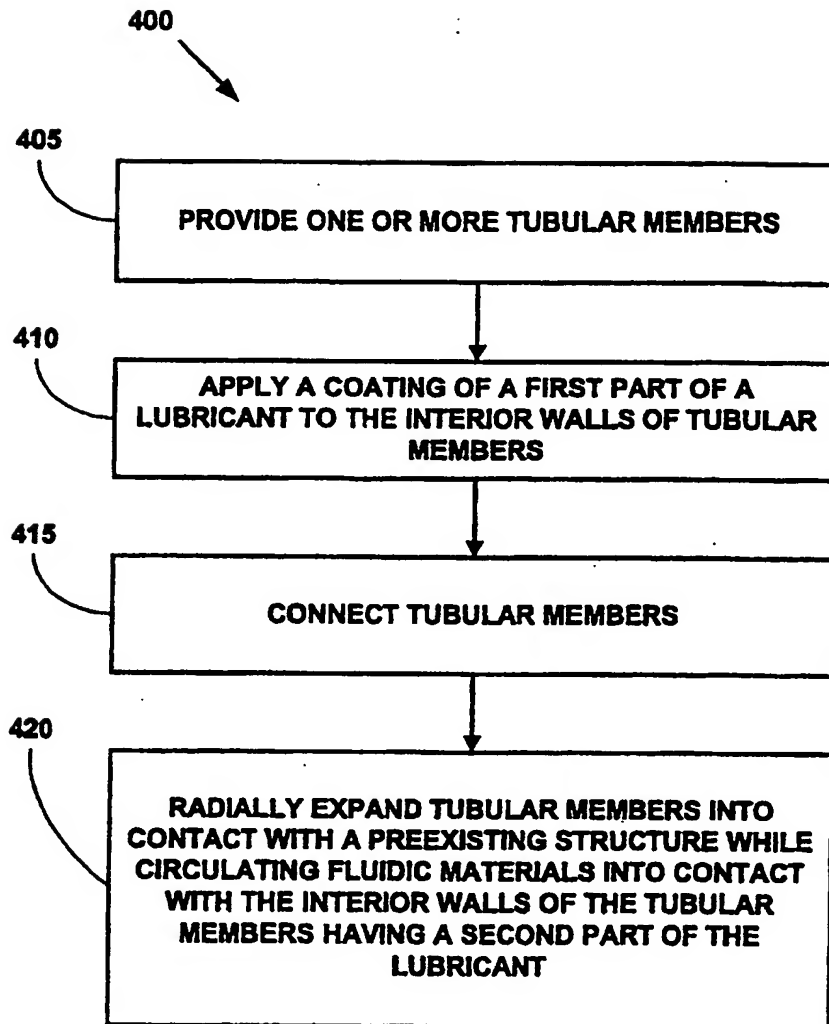 400
405
PROVIDE ONE OR MORE TUBULAR MEMBERS
410
APPLY A COATING OF A FIRST PART OF A
LUBRICANT TO THE INTERIOR WALLS OF TUBULAR
MEMBERS
415
CONNECT TUBULAR MEMBERS
420
RADIALLY EXPAND TUBULAR MEMBERS INTO
CONTACT WITH A PREEXISTING STRUCTURE WHILE
CIRCULATING FLUIDIC MATERIALS INTO CONTACT
WITH THE INTERIOR WALLS OF THE TUBULAR
MEMBERS HAVING A SECOND PART OF THE
LUBRICANT